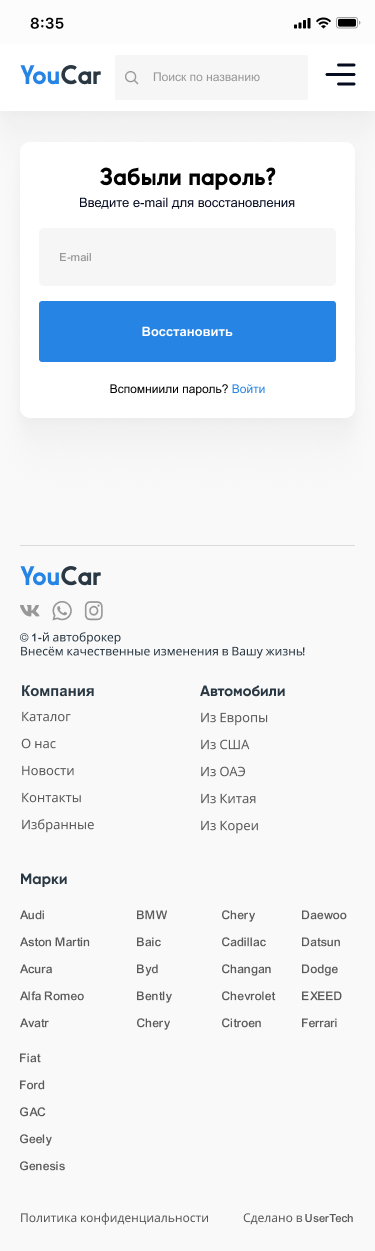 8:35
YouCar
Поиск по названию
Забыли пароль?
Введите e-mail для восстановления
E-mail
Восстановить
Вспомниили пароль? Войти
YouCar
© 1-й автоброкер
Внесём качественные изменения в Вашу жизнь!
Компания
Каталог
О нас
Новости
Контакты
Избранные
Автомобили
Из Европы
Из США
Из ОАЭ
Из Китая
Из Кореи
Марки
Audi BMW Chery Daewoo
Aston Martin Baic Cadillac Datsun
Acura Byd Changan Dodge
Alfa Romeo Bently Chevrolet EXEED
Avatr Chery Citroen Ferrari
Fiat
Ford
GAC
Geely
Genesis
Политика конфиденциальности Сделано в UserTech